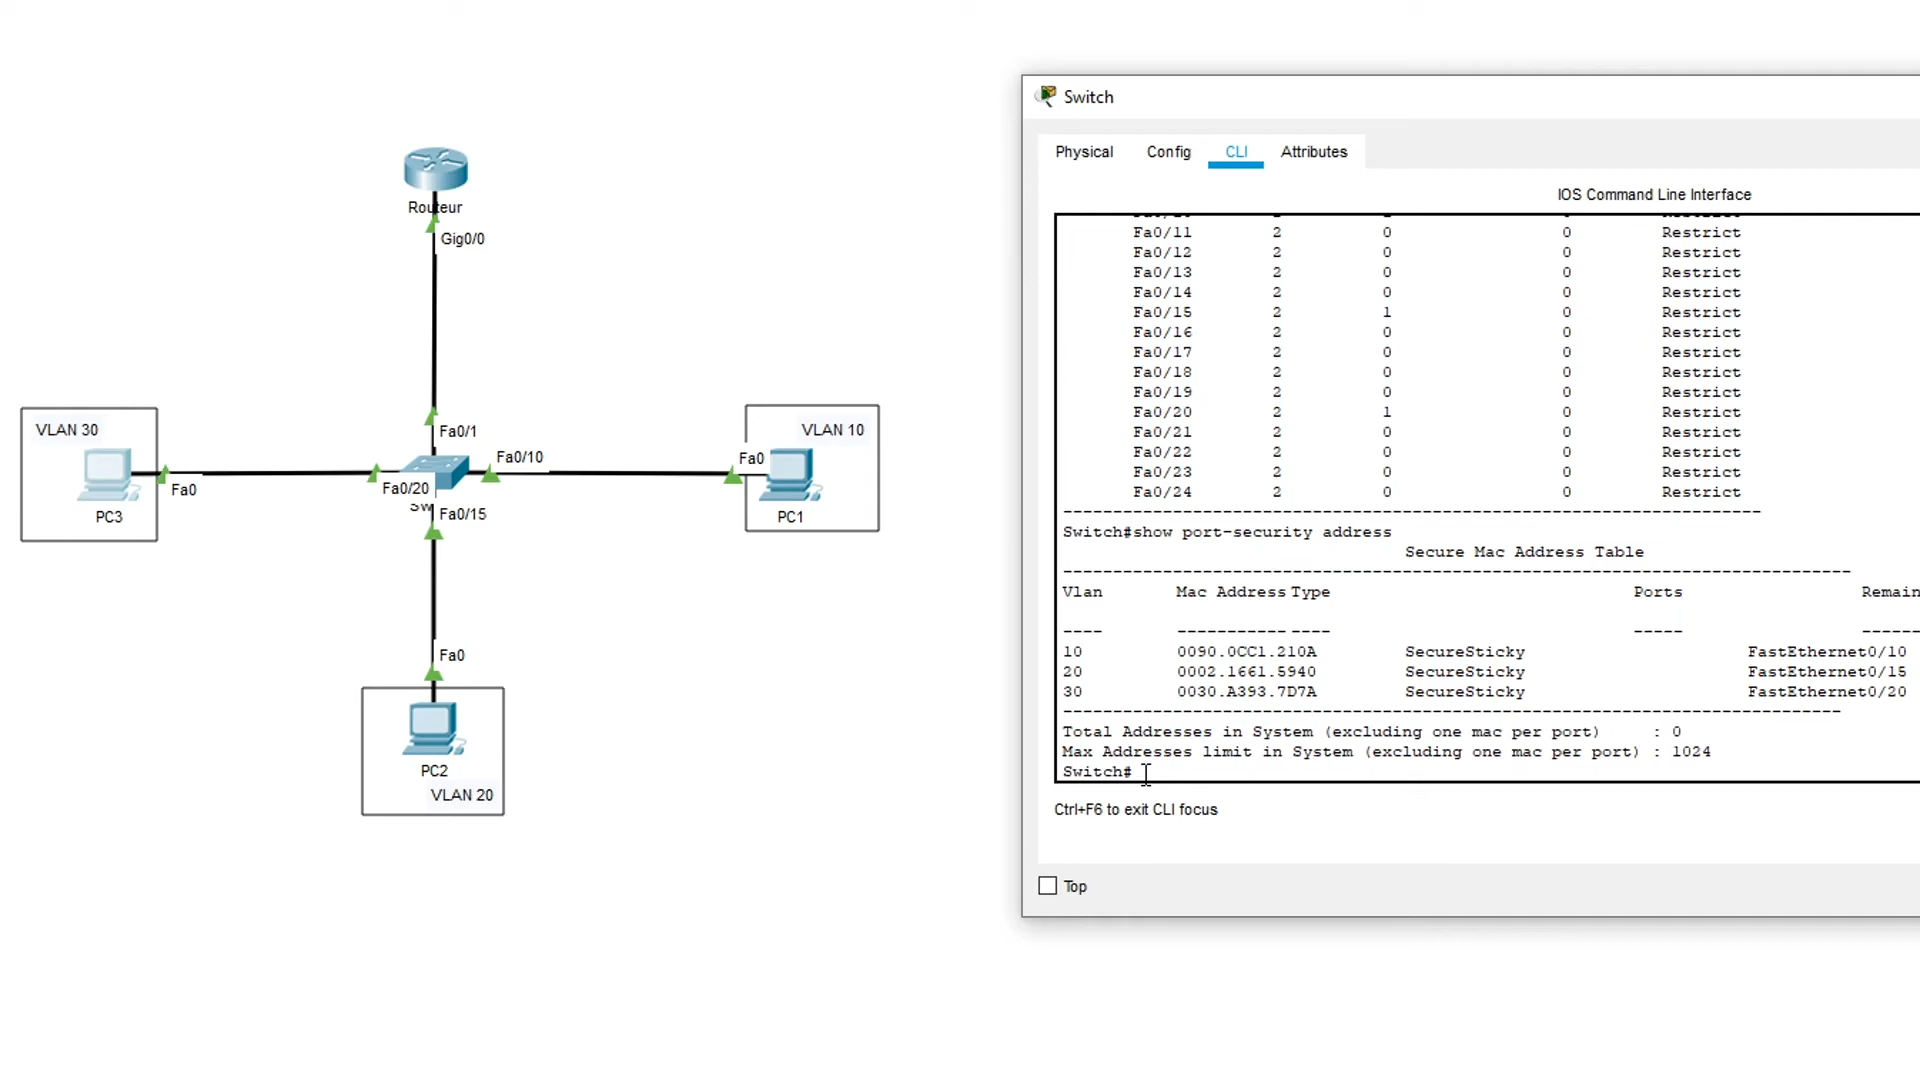 Routeur
Gig0/0
VLAN 30
Fa0
PC3
Fa0/1
Fa0/10
Fa0/20
Fa0/15
VLAN 10
Fa0
PC1
Fa0
PC2
VLAN 20
Switch
Physical Config CLI Attributes
IOS Command Line Interface
Fa0/11 2 0 0 Restrict
Fa0/12 2 0 0 Restrict
Fa0/13 2 0 0 Restrict
Fa0/14 2 0 0 Restrict
Fa0/15 2 1 0 Restrict
Fa0/16 2 0 0 Restrict
Fa0/17 2 0 0 Restrict
Fa0/18 2 0 0 Restrict
Fa0/19 2 0 0 Restrict
Fa0/20 2 1 0 Restrict
Fa0/21 2 0 0 Restrict
Fa0/22 2 0 0 Restrict
Fa0/23 2 0 0 Restrict
Fa0/24 2 0 0 Restrict
----------------------------------------------------------------------
Switch#show port-security address
Secure Mac Address Table
-------------------------------------------------------------------------------
Vlan Mac Address Type Ports Remain
---- ----------- ---- ----- ------
10 0090.0CC1.210A SecureSticky FastEthernet0/10
20 0002.1661.5940 SecureSticky FastEthernet0/15
30 0030.A393.7D7A SecureSticky FastEthernet0/20
------------------------------------------------------------------------------
Total Addresses in System (excluding one mac per port) : 0
Max Addresses limit in System (excluding one mac per port) : 1024
Switch#
Ctrl+F6 to exit CLI focus
Top